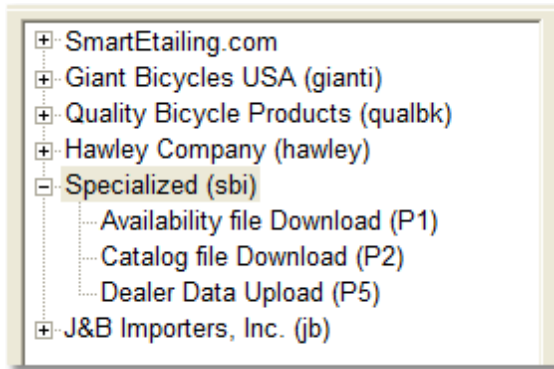 SmartEtailing.com
Giant Bicycles USA (gianti)
Quality Bicycle Products (qualbk)
Hawley Company (hawley)
Specialized (sbi)
Availability file Download (P1)
Catalog file Download (P2)
Dealer Data Upload (P5)
J&B Importers, Inc. (jb)